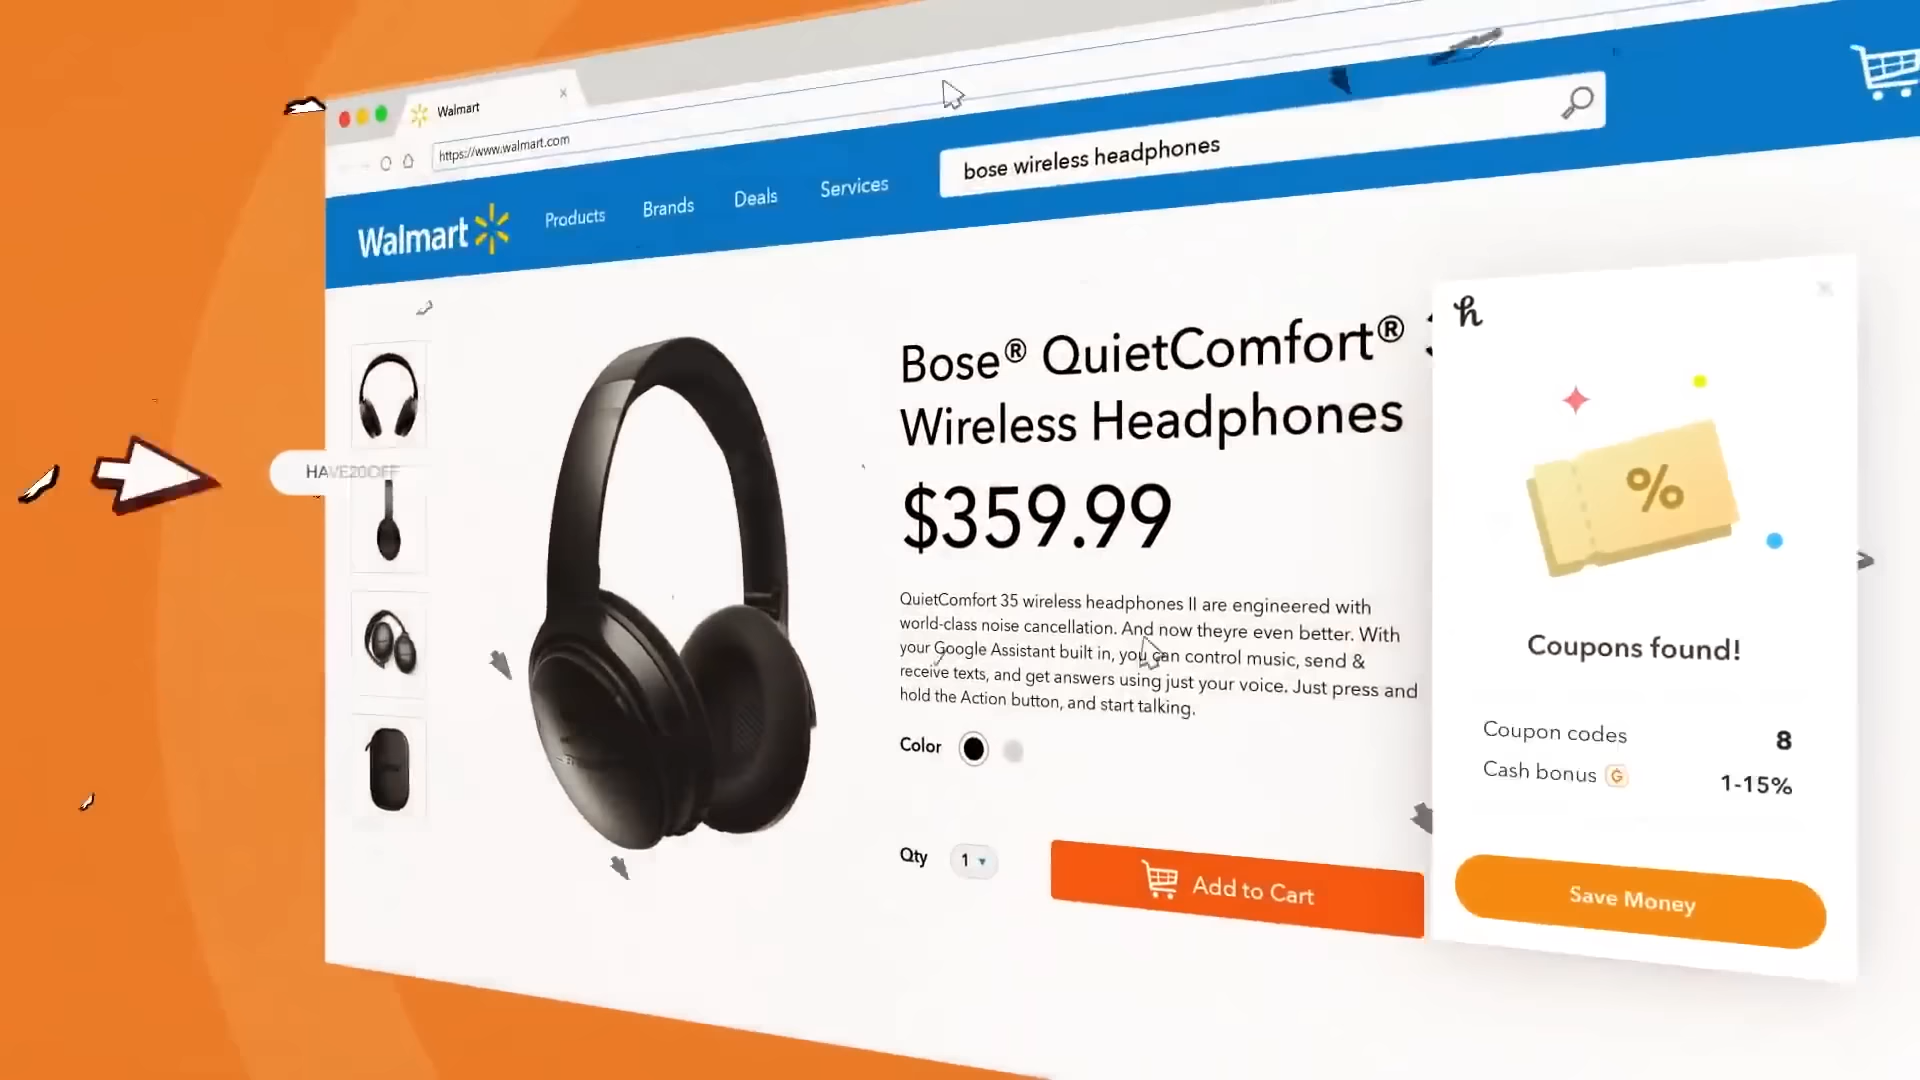 Walmart
https://www.walmart.com
Walmart
Products
Brands
Deals
Services
bose wireless headphones
HAVE20OFF
Bose® QuietComfort®
Wireless Headphones
$359.99
QuietComfort 35 wireless headphones II are engineered with
world-class noise cancellation. And now theyre even better. With
your Google Assistant built in, you can control music, send &
receive texts, and get answers using just your voice. Just press and
hold the Action button, and start talking.
Color
Qty
1
Add to Cart
h
%
Coupons found!
Coupon codes 8
Cash bonus G 1-15%
Save Money